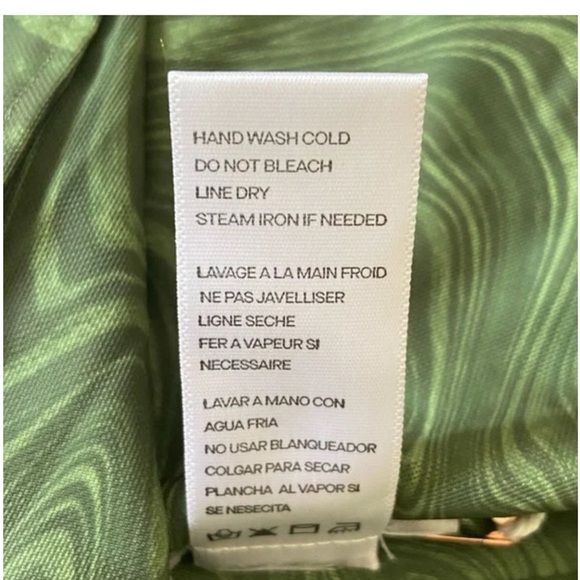 HAND WASH COLD
DO NOT BLEACH
LINE DRY
STEAM IRON IF NEEDED
LAVAGE A LA MAIN FROID
NE PAS JAVELLISER
LIGNE SECHE
FER A VAPEUR SI
NECESSAIRE
LAVAR A MANO CON
AGUA FRIA
NO USAR BLANQUEADOR
COLGAR PARA SECAR
PLANCHA AL VAPOR SI
SE NESECITA